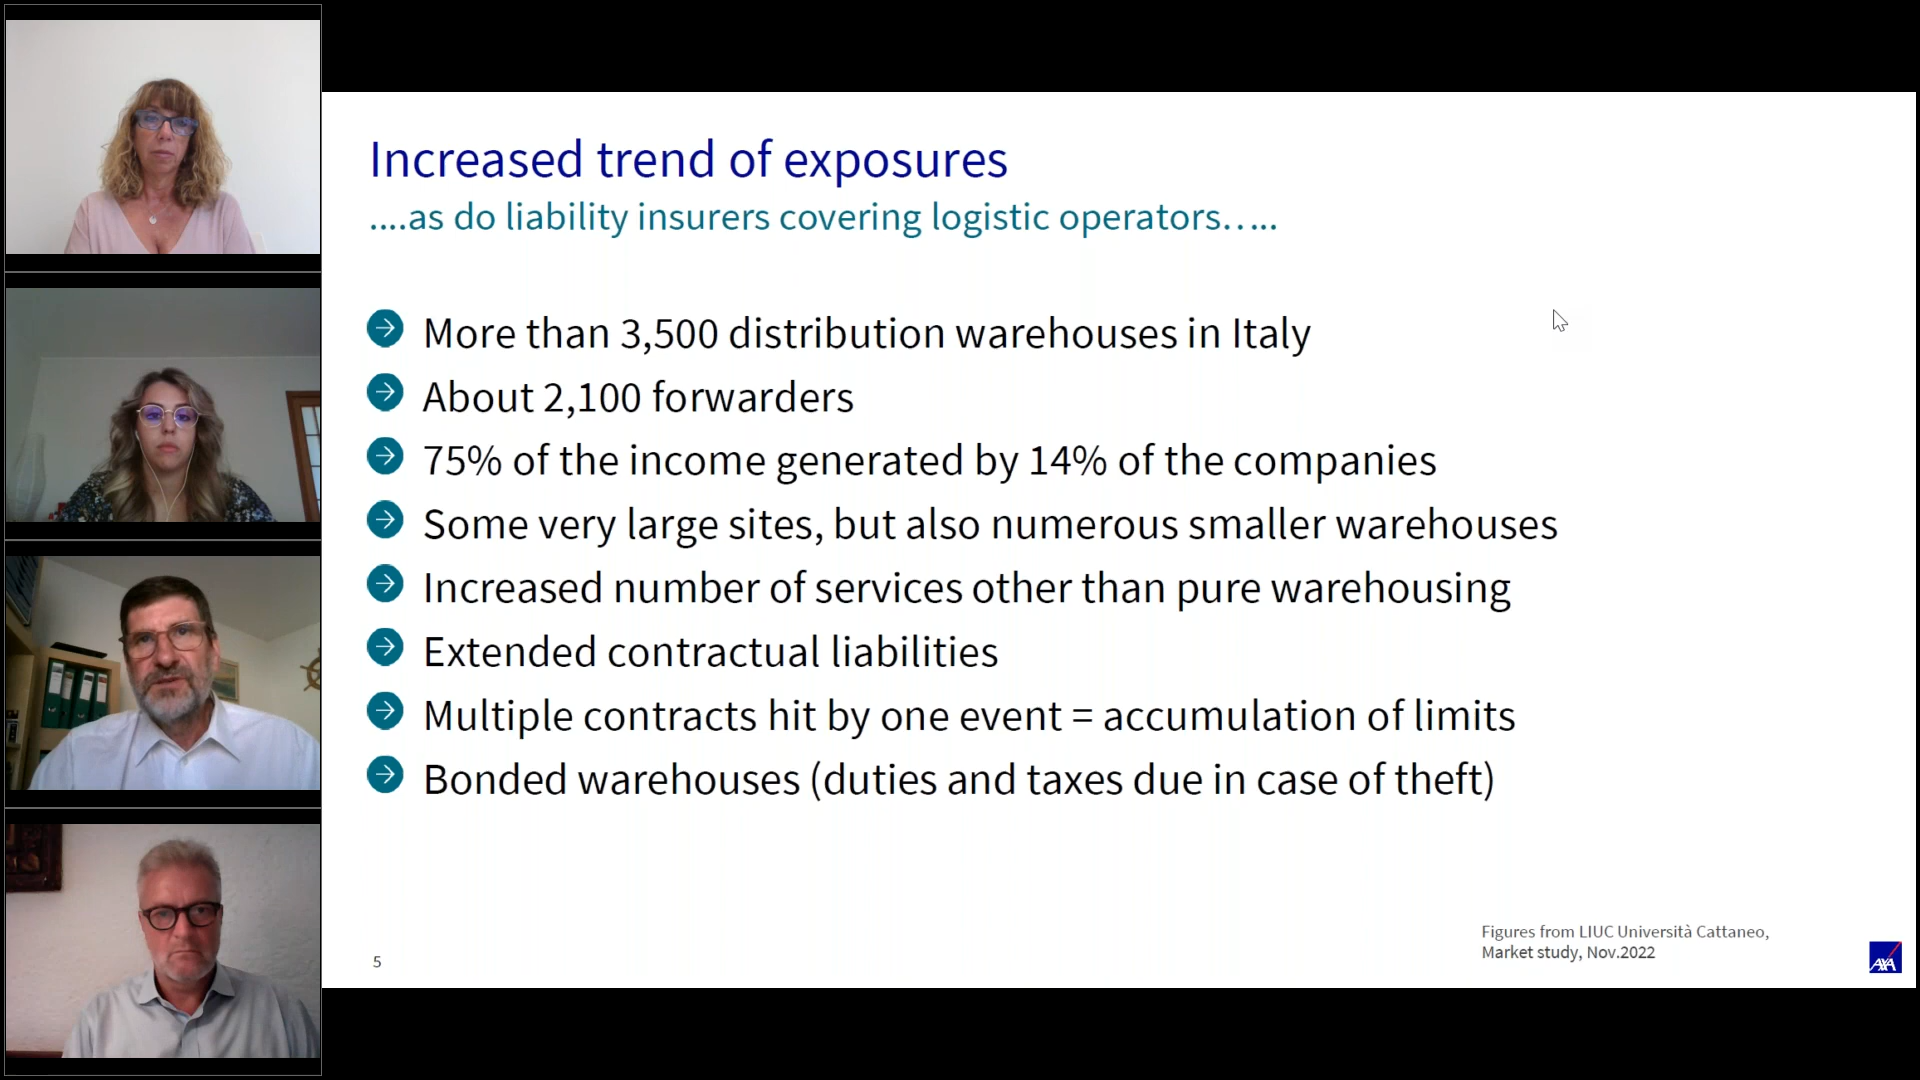 Increased trend of exposures
....as do liability insurers covering logistic operators…..
More than 3,500 distribution warehouses in Italy
About 2,100 forwarders
75% of the income generated by 14% of the companies
Some very large sites, but also numerous smaller warehouses
Increased number of services other than pure warehousing
Extended contractual liabilities
Multiple contracts hit by one event = accumulation of limits
Bonded warehouses (duties and taxes due in case of theft)
Figures from LIUC Università Cattaneo,
Market study, Nov.2022
5
AXA